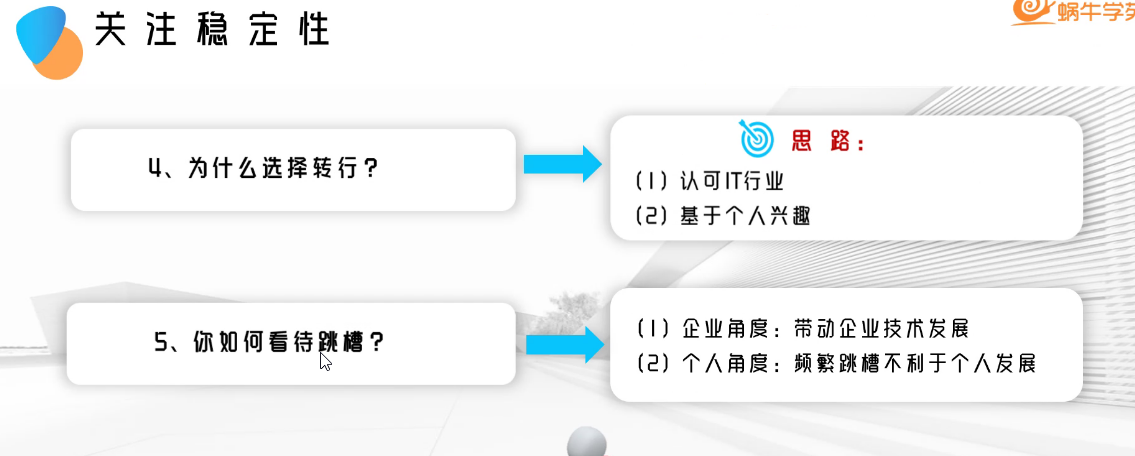 关注稳定性
蜗牛学苑
4、为什么选择转行？
思路：
（1）认可IT行业
（2）基于个人兴趣
5、你如何看待跳槽？
（1）企业角度：带动企业技术发展
（2）个人角度：频繁跳槽不利于个人发展